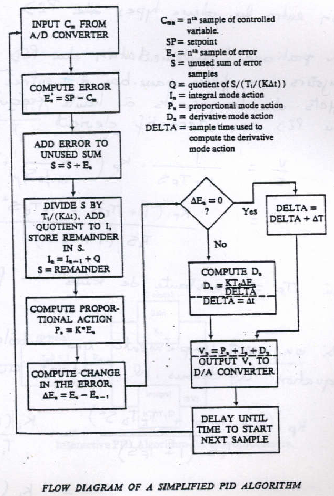 INPUT Cₙ FROM
A/D CONVERTER
COMPUTE ERROR
Eₙ = SP − Cₙ
ADD ERROR TO
UNUSED SUM
S = S + Eₙ
DIVIDE S BY
Tᵢ/(KΔt), ADD
QUOTIENT TO I,
STORE REMAINDER
IN S.
Iₙ = Iₙ₋₁ + Q
S = REMAINDER
COMPUTE PROPOR-
TIONAL ACTION
Pₙ = K*Eₙ
COMPUTE CHANGE
IN THE ERROR,
ΔEₙ = Eₙ − Eₙ₋₁
Cₙ = nᵗʰ sample of controlled
variable.
SP = setpoint
Eₙ = nᵗʰ sample of error
S = unused sum of error
samples
Q = quotient of S/(Tᵢ/(KΔt))
Iₙ = integral mode action
Pₙ = proportional mode action
Dₙ = derivative mode action
DELTA = sample time used to
compute the derivative
mode action
ΔEₙ = 0
?
Yes
No
DELTA =
DELTA + ΔT
COMPUTE Dₙ
Dₙ = KT₄ΔEₙ
DELTA
DELTA = Δt
Vₙ = Pₙ + Iₙ + Dₙ
OUTPUT Vₙ TO
D/A CONVERTER
DELAY UNTIL
TIME TO START
NEXT SAMPLE
FLOW DIAGRAM OF A SIMPLIFIED PID ALGORITHM